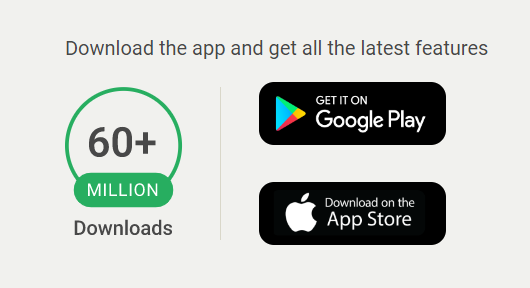 Download the app and get all the latest features
60+
MILLION
Downloads
GET IT ON
Google Play
Download on the
App Store